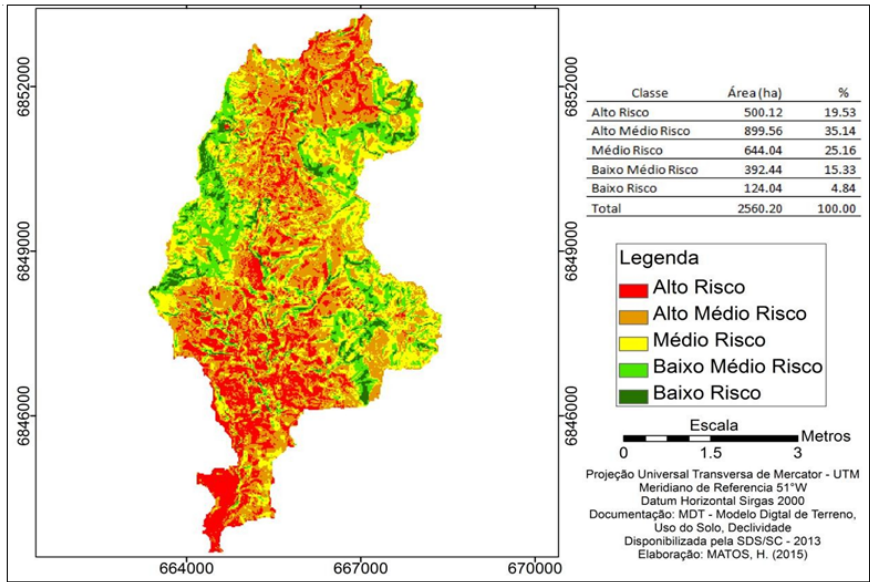 6852000
6849000
6846000
664000
667000
670000
6852000
6849000
6846000
Classe Área (ha) %
Alto Risco 500.12 19.53
Alto Médio Risco 899.56 35.14
Médio Risco 644.04 25.16
Baixo Médio Risco 392.44 15.33
Baixo Risco 124.04 4.84
Total 2560.20 100.00
Legenda
Alto Risco
Alto Médio Risco
Médio Risco
Baixo Médio Risco
Baixo Risco
Escala
Metros
0 1.5 3
Projeção Universal Transversa de Mercator - UTM
Meridiano de Referencia 51°W
Datum Horizontal Sirgas 2000
Documentação: MDT - Modelo Digtal de Terreno,
Uso do Solo, Declividade
Disponibilizada pela SDS/SC - 2013
Elaboração: MATOS, H. (2015)